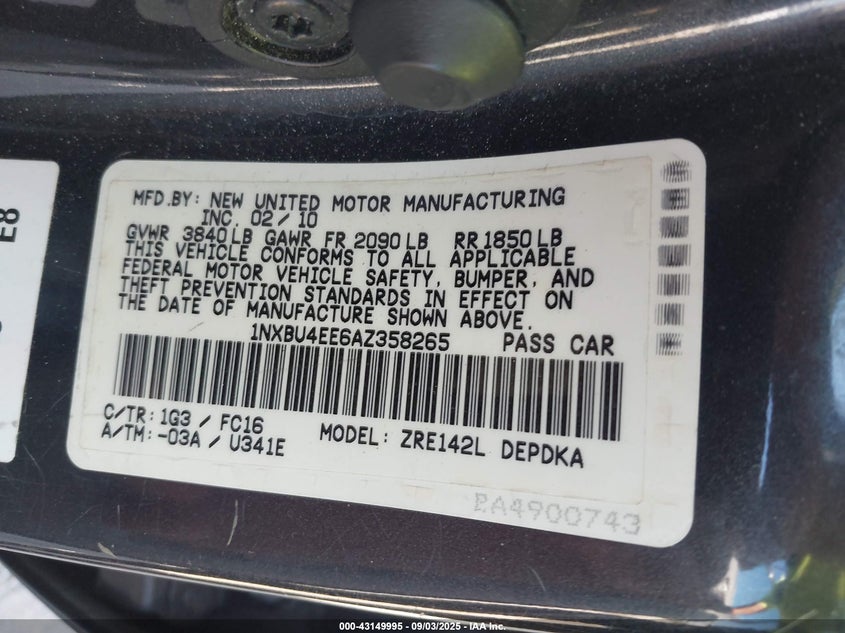 MFD.BY: NEW UNITED MOTOR MANUFACTURING
INC. 02/10
GVWR 3840LB GAWR FR 2090LB RR 1850LB
THIS VEHICLE CONFORMS TO ALL APPLICABLE
FEDERAL MOTOR VEHICLE SAFETY, BUMPER, AND
THEFT PREVENTION STANDARDS IN EFFECT ON
THE DATE OF MANUFACTURE SHOWN ABOVE.
1NXBU4EE6AZ358265 PASS CAR
C/TR: 1G3 / FC16
A/TM: -03A / U341E
MODEL: ZRE142L DEPDKA
EA4900743
E8
000-43149995 - 09/03/2025 - IAA Inc.